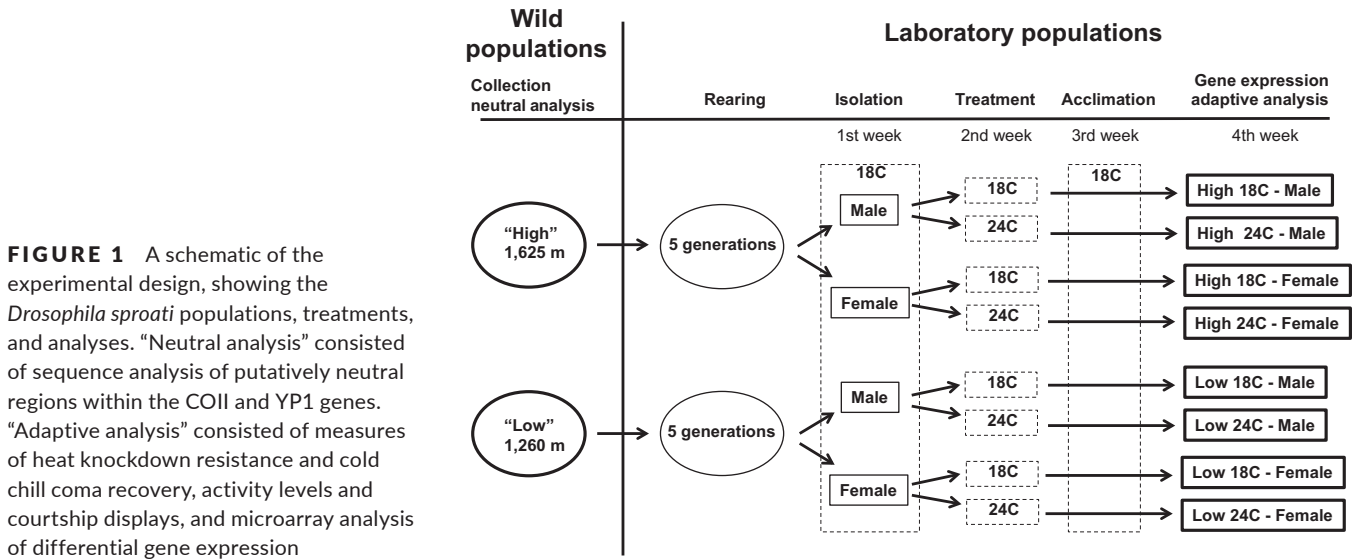 FIGURE 1 A schematic of the
experimental design, showing the
Drosophila sproati populations, treatments,
and analyses. “Neutral analysis” consisted
of sequence analysis of putatively neutral
regions within the COII and YP1 genes.
“Adaptive analysis” consisted of measures
of heat knockdown resistance and cold
chill coma recovery, activity levels and
courtship displays, and microarray analysis
of differential gene expression
Wild
populations
Laboratory populations
Collection
neutral analysis
Rearing
Isolation
Treatment
Acclimation
Gene expression
adaptive analysis
1st week
2nd week
3rd week
4th week
18C
18C
“High”
1,625 m
5 generations
Male
18C
High 18C - Male
24C
High 24C - Male
Female
18C
High 18C - Female
24C
High 24C - Female
“Low”
1,260 m
5 generations
Male
18C
Low 18C - Male
24C
Low 24C - Male
Female
18C
Low 18C - Female
24C
Low 24C - Female